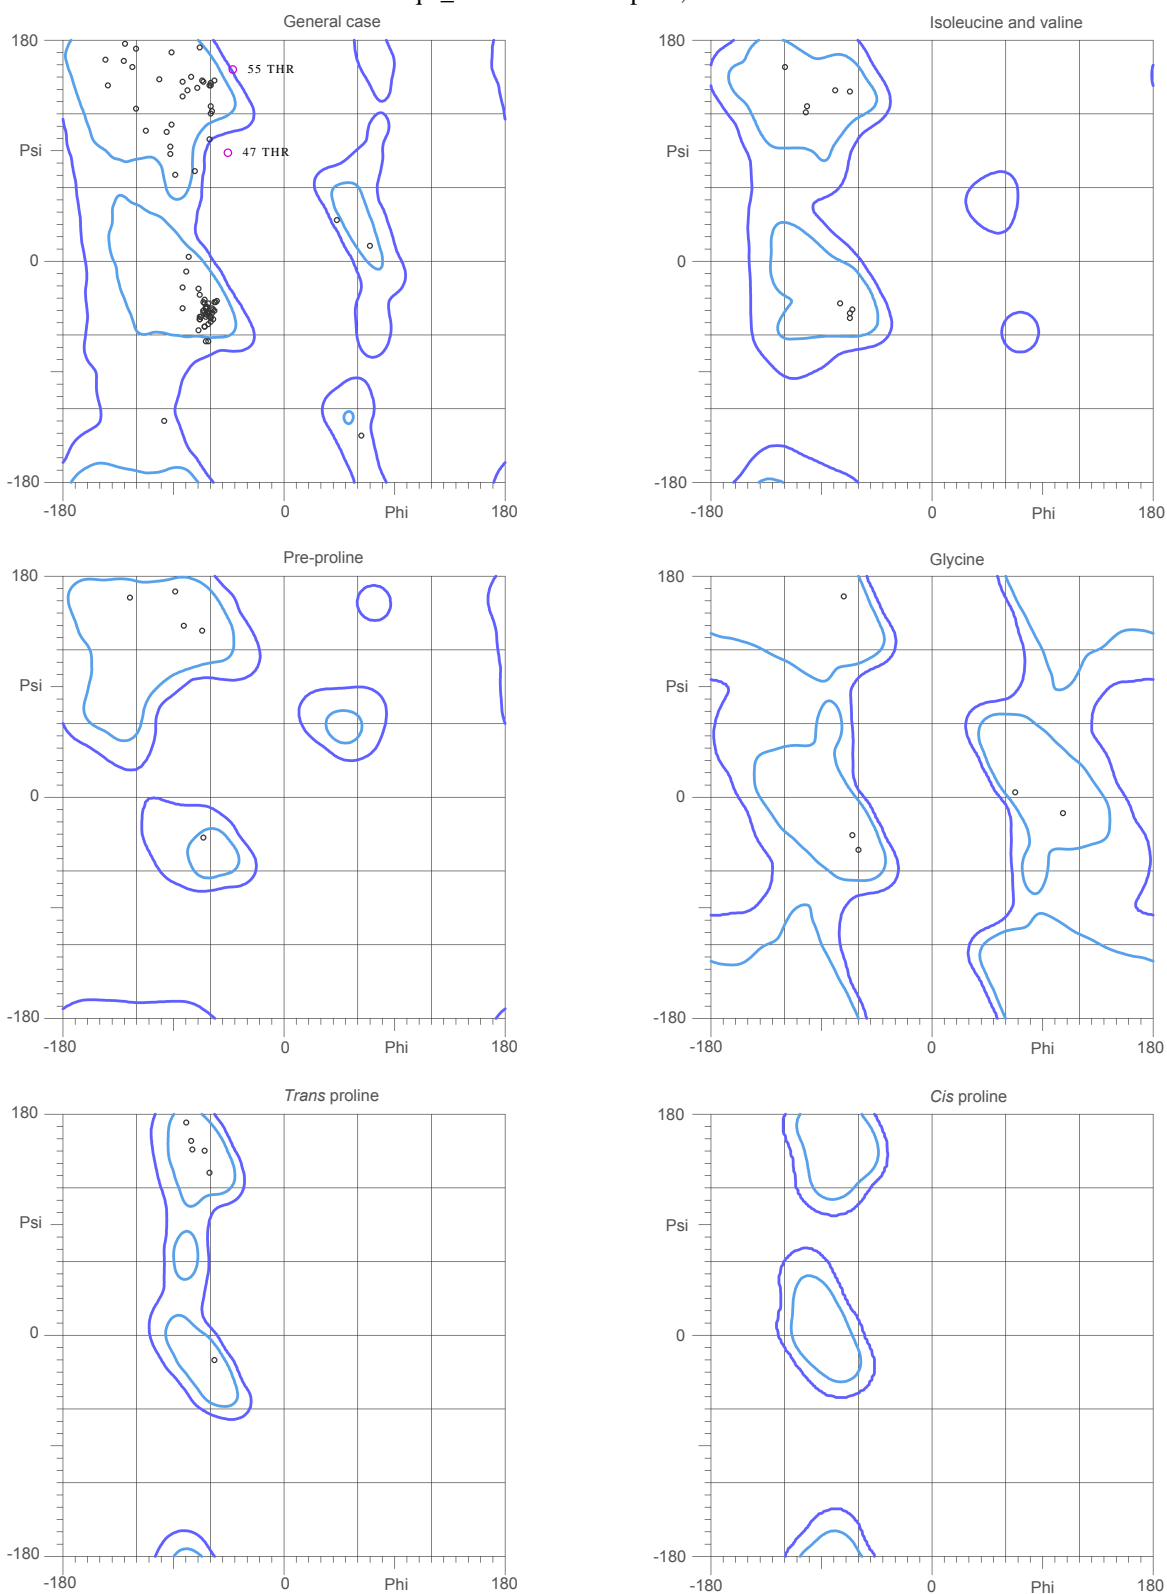 General case
Isoleucine and valine
180
180
55 THR
47 THR
Psi
Psi
0
0
-180
-180
-180
0
Phi
180
-180
0
Phi
180
Pre-proline
Glycine
180
180
Psi
Psi
0
0
-180
-180
-180
0
Phi
180
-180
0
Phi
180
Trans proline
Cis proline
180
180
Psi
Psi
0
0
-180
-180
-180
0
Phi
180
-180
0
Phi
180